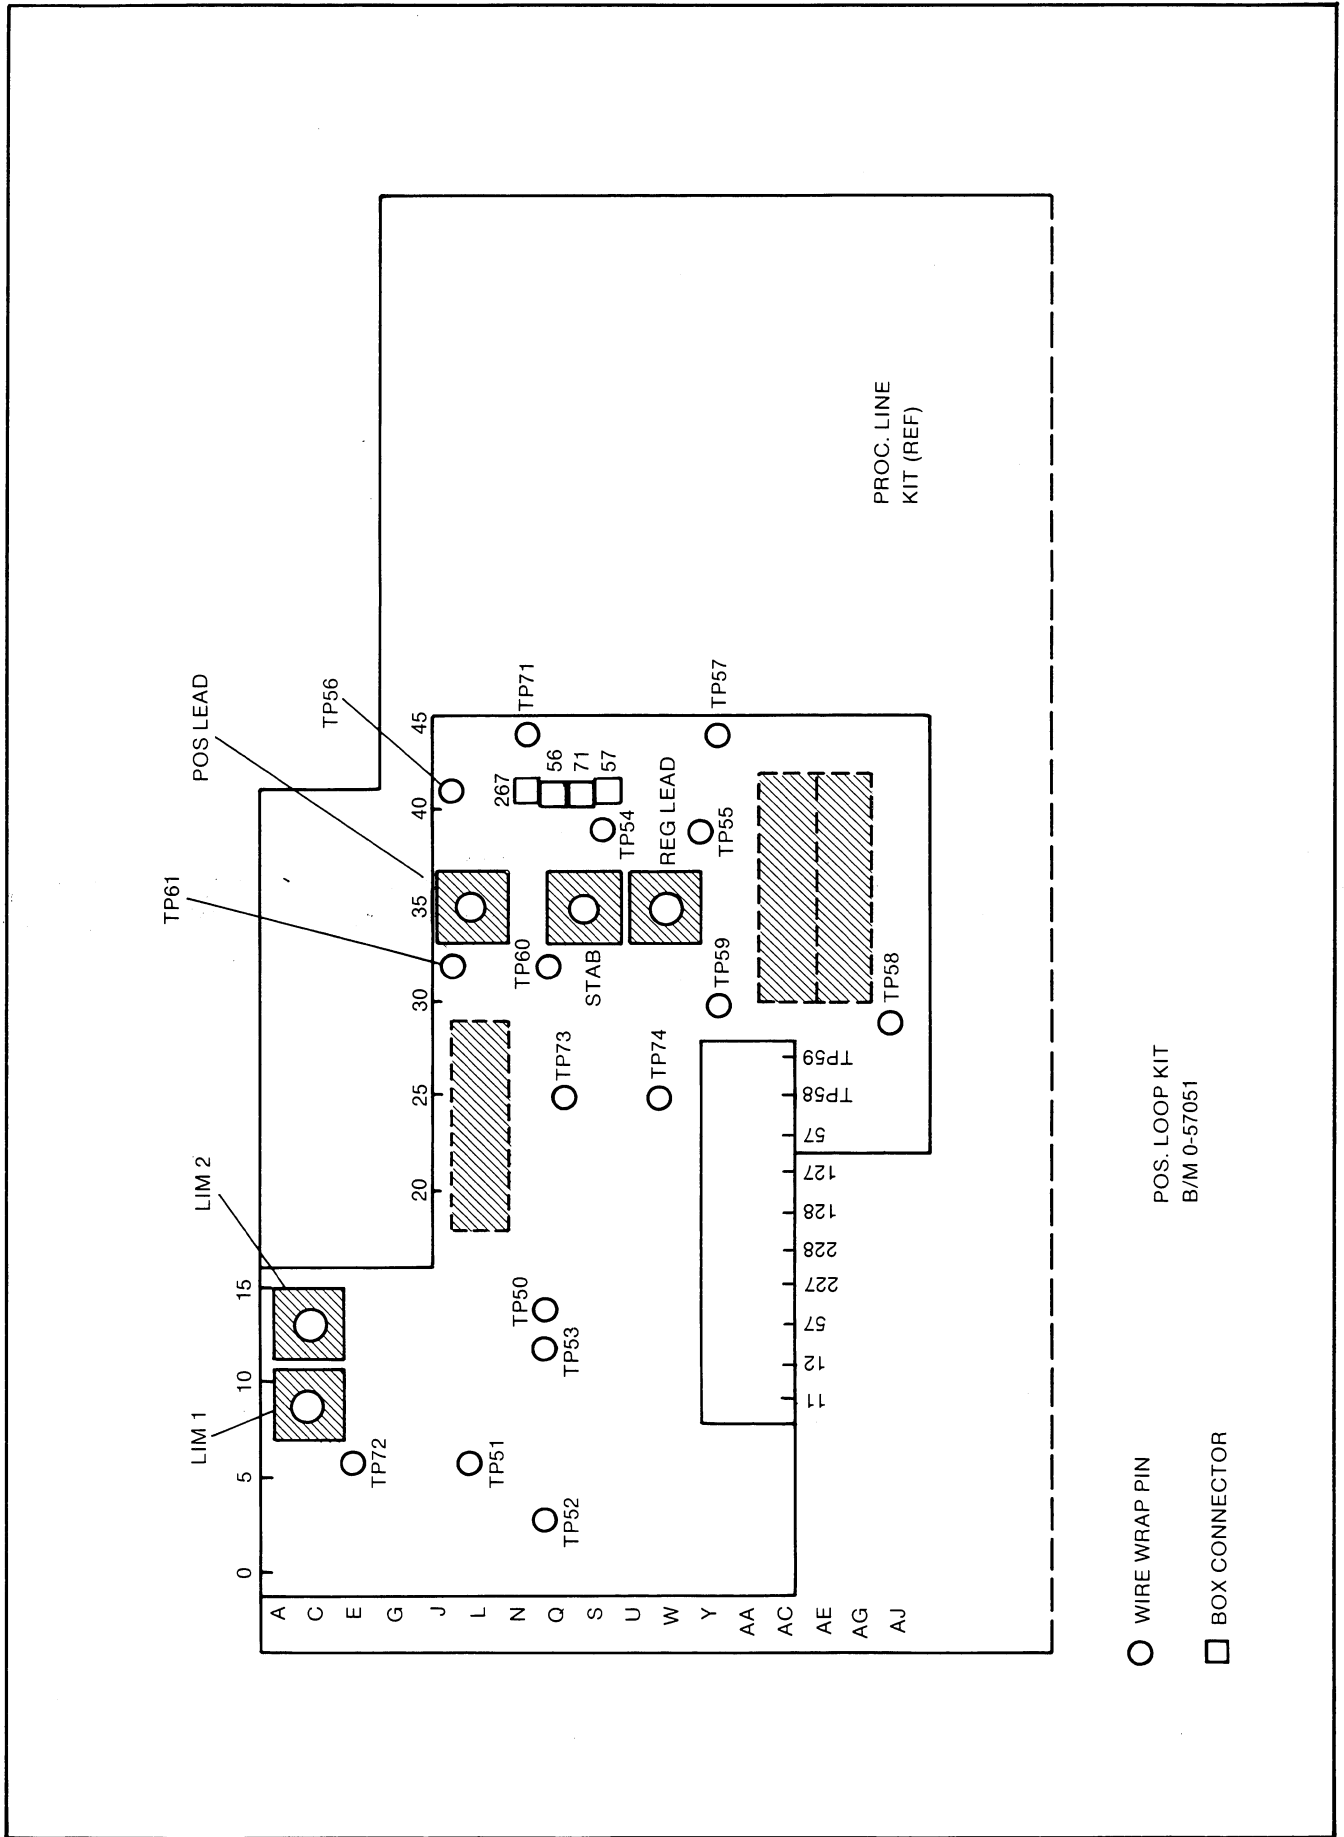 LIM 1
LIM 2
TP61
POS LEAD
TP56
0
5
10
15
20
25
30
35
40
45
A
C
E
G
J
L
N
Q
S
U
W
Y
AA
AC
AE
AG
AJ
TP72
TP51
TP52
TP50
TP53
TP73
TP74
TP60
STAB
TP59
TP58
267
56
71
57
TP54
REG LEAD
TP55
TP71
TP57
11
12
57
227
228
128
127
57
TP58
TP59
PROC. LINE
KIT (REF)
POS. LOOP KIT
B/M 0-57051
WIRE WRAP PIN
BOX CONNECTOR